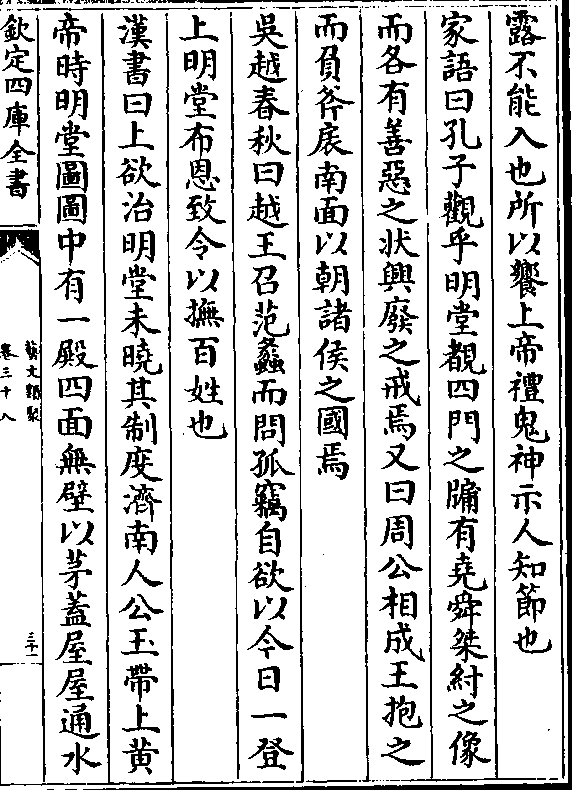 露不能入也所以饗上帝禮鬼神示人知節也
家語曰孔子觀乎明堂覩四門之牖有堯舜桀紂之像
而各有善惡之狀興廢之戒焉又曰周公相成王抱之
而負斧扆南面以朝諸侯之國焉
吳越春秋曰越王召范蠡而問孤竊自欲以今日一登
上明堂布恩致令以撫百姓也
漢書曰上欲治明堂未曉其制度濟南人公玉帶上黄
帝時明堂圖圖中有一殿四面無壁以茅蓋屋屋通水
欽定四庫全書
藝文類聚
卷三十八
三十一